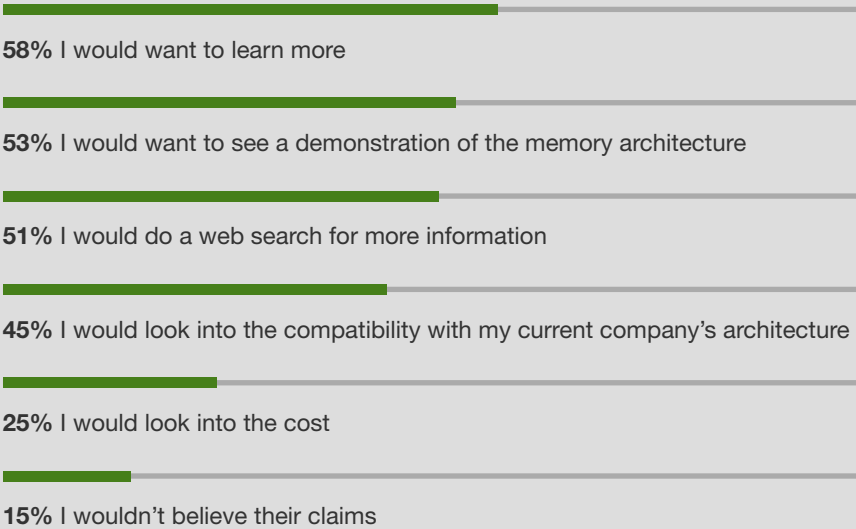 58% I would want to learn more
53% I would want to see a demonstration of the memory architecture
51% I would do a web search for more information
45% I would look into the compatibility with my current company’s architecture
25% I would look into the cost
15% I wouldn’t believe their claims